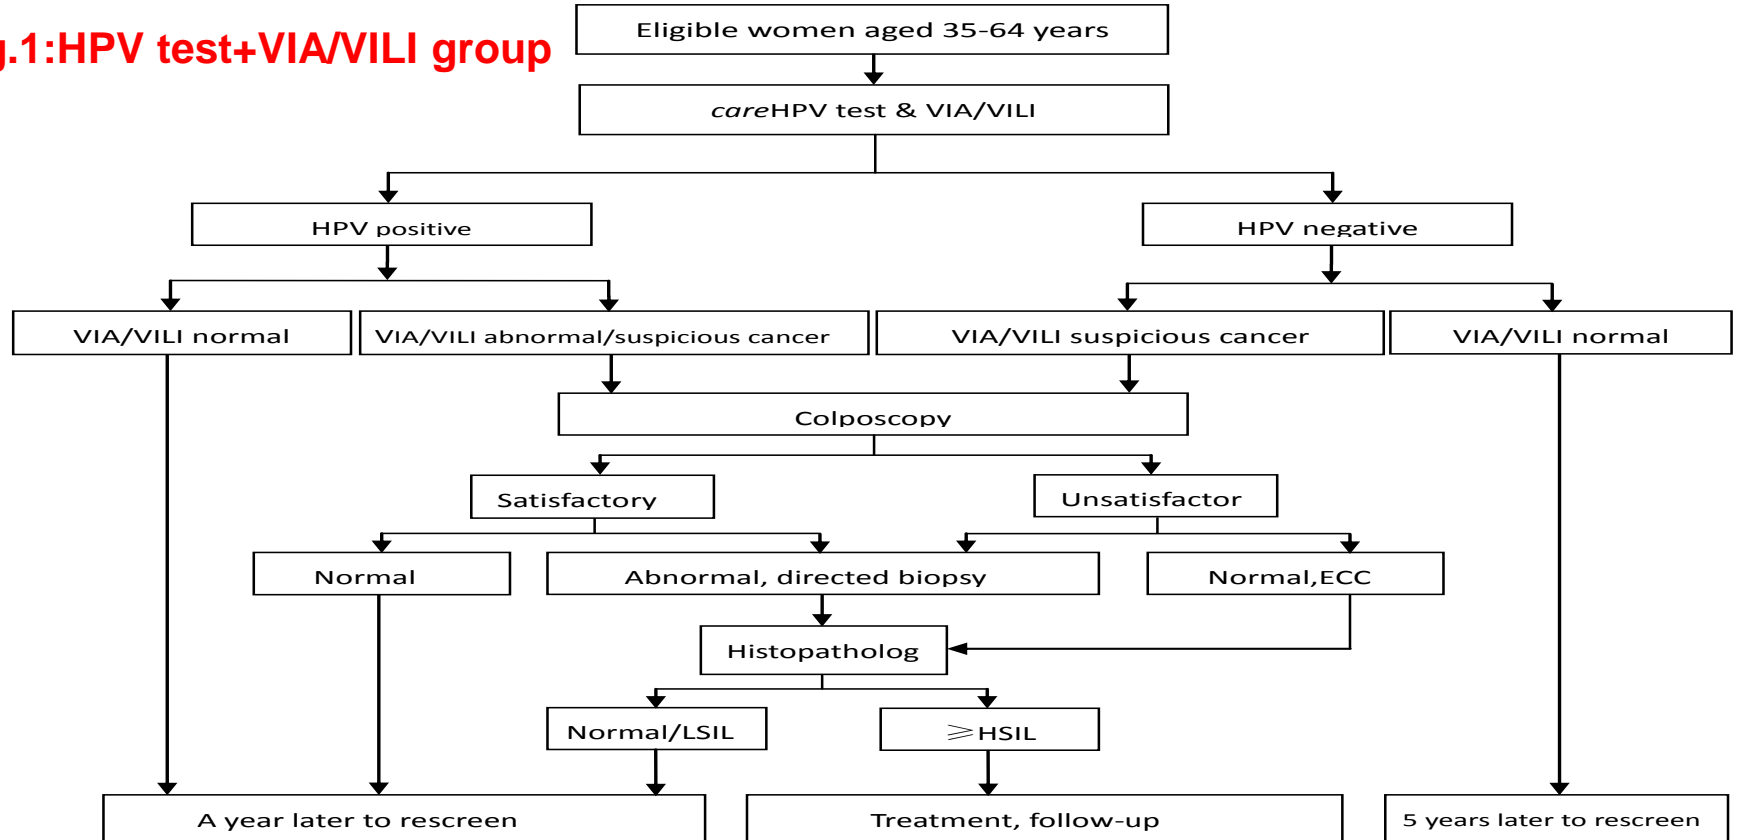 g.1:HPV test+VIA/VILI group
Eligible women aged 35-64 years
careHPV test & VIA/VILI
HPV positive
HPV negative
VIA/VILI normal
VIA/VILI abnormal/suspicious cancer
VIA/VILI suspicious cancer
VIA/VILI normal
Colposcopy
Satisfactory
Unsatisfactor
Normal
Abnormal, directed biopsy
Normal,ECC
Histopatholog
Normal/LSIL
≥HSIL
A year later to rescreen
Treatment, follow-up
5 years later to rescreen